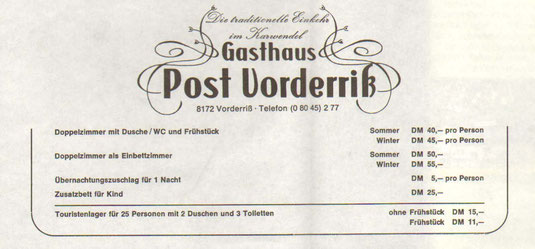 Die traditionelle Einkehr
im Karwendel
Gasthaus
Post Vorderriß
8172 Vorderriß · Telefon (0 80 45) 2 77
Doppelzimmer mit Dusche/WC und Frühstück Sommer DM 40,– pro Person
Winter DM 45,– pro Person
Doppelzimmer als Einbettzimmer Sommer DM 50,–
Winter DM 55,–
Übernachtungszuschlag für 1 Nacht DM 5,– pro Person
Zusatzbett für Kind DM 25,–
Touristenlager für 25 Personen mit 2 Duschen und 3 Toiletten ohne Frühstück DM 15,–
Frühstück DM 11,–